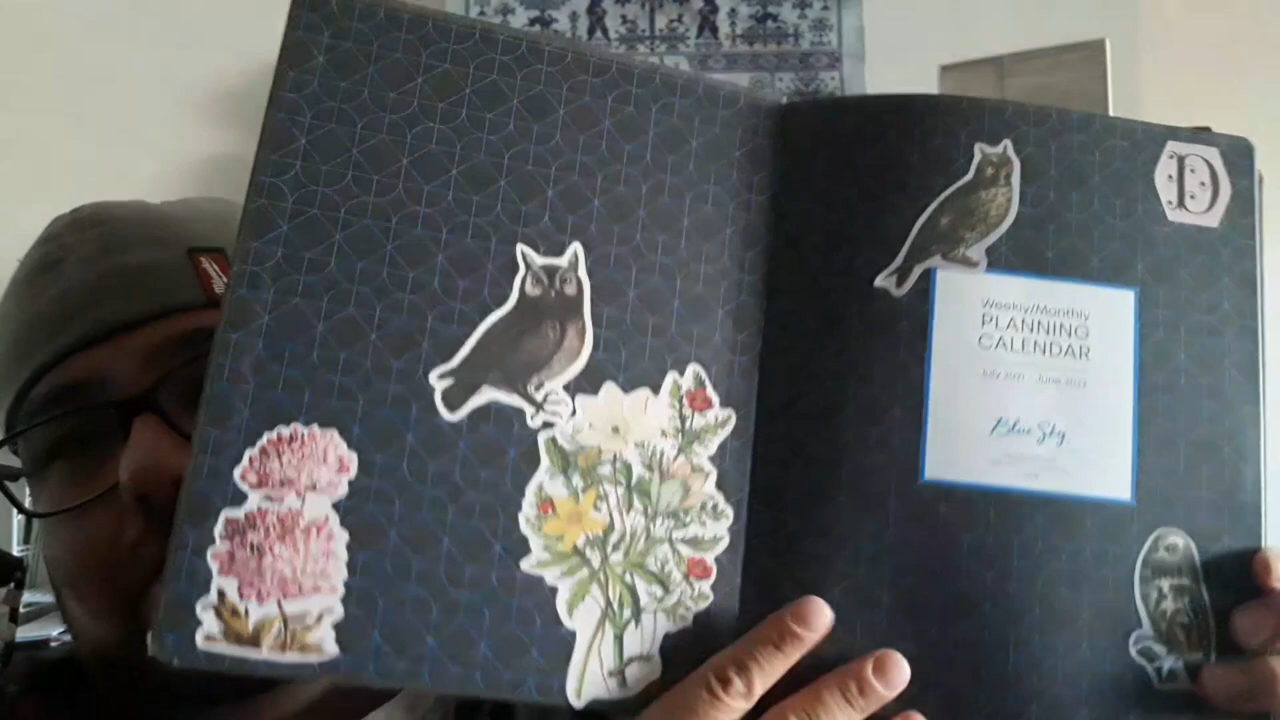 D
Weekly/Monthly
PLANNING
CALENDAR
July 2021 - June 2022
Blue Sky